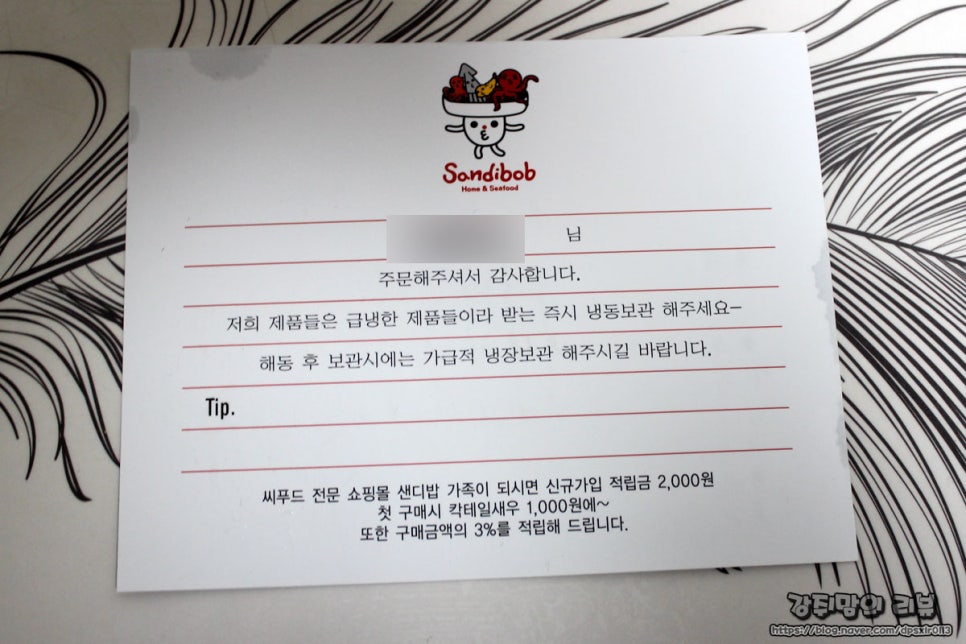 Sandibob
Home & Seafood
님
주문해주셔서 감사합니다.
저희 제품들은 급냉한 제품들이라 받는 즉시 냉동보관 해주세요~
해동 후 보관시에는 가급적 냉장보관 해주시길 바랍니다.
Tip.
씨푸드 전문 쇼핑몰 샌디밥 가족이 되시면 신규가입 적립금 2,000원
첫 구매시 칵테일새우 1,000원에~
또한 구매금액의 3%를 적립해 드립니다.
강뒤맘의 리뷰